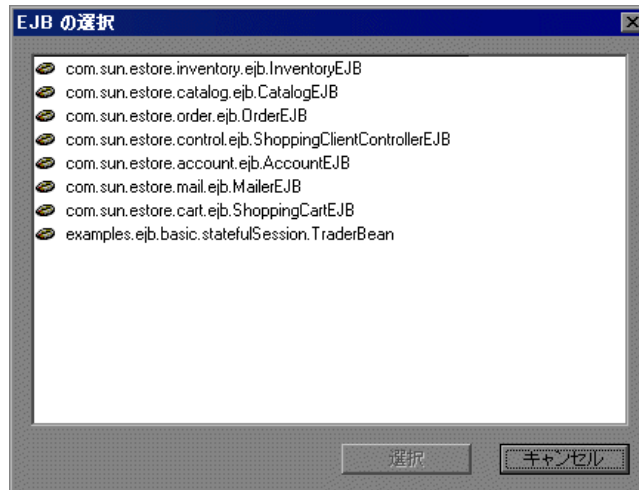 EJB の選択
com.sun.estore.inventory.ejb.InventoryEJB
com.sun.estore.catalog.ejb.CatalogEJB
com.sun.estore.order.ejb.OrderEJB
com.sun.estore.control.ejb.ShoppingClientControllerEJB
com.sun.estore.account.ejb.AccountEJB
com.sun.estore.mail.ejb.MailerEJB
com.sun.estore.cart.ejb.ShoppingCartEJB
examples.ejb.basic.statefulSession.TraderBean
選択 キャンセル